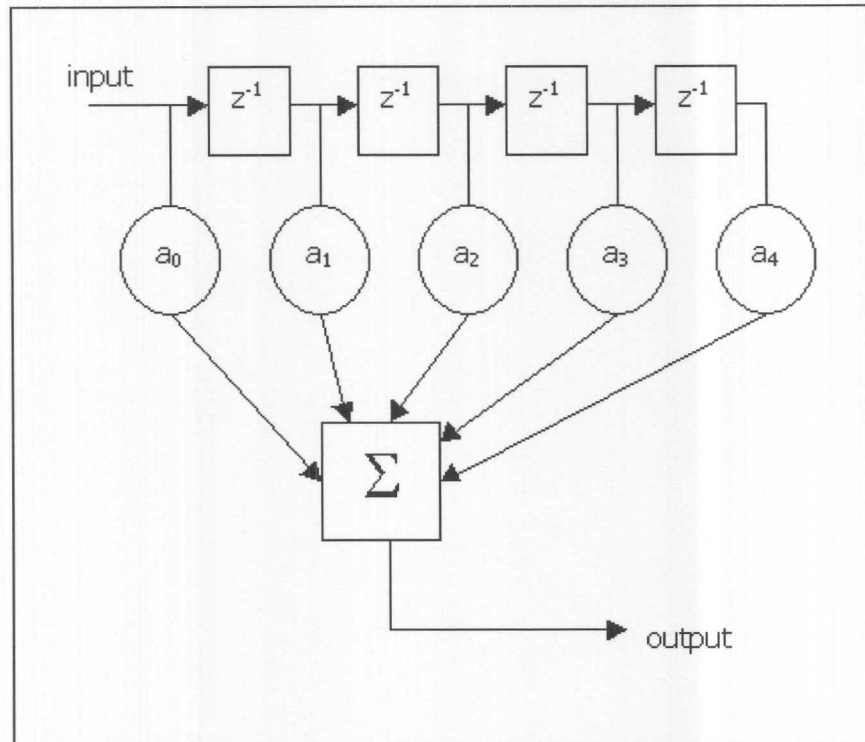 input
z⁻¹ z⁻¹ z⁻¹ z⁻¹
a₀ a₁ a₂ a₃ a₄
Σ
output